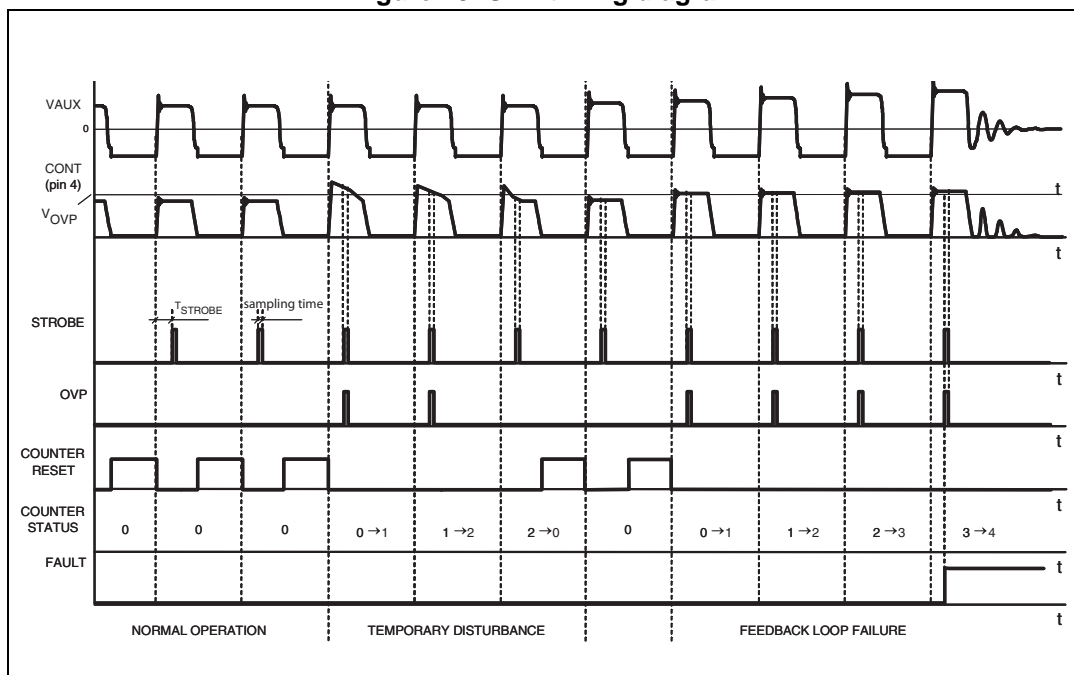 VAUX
0
CONT
(pin 4)
t
VOVP
t
TSTROBE
sampling time
STROBE
t
OVP
t
COUNTER
RESET
t
COUNTER
STATUS
0 0 0 0→1 1→2 2→0 0 0→1 1→2 2→3 3→4
FAULT
t
t
NORMAL OPERATION TEMPORARY DISTURBANCE FEEDBACK LOOP FAILURE